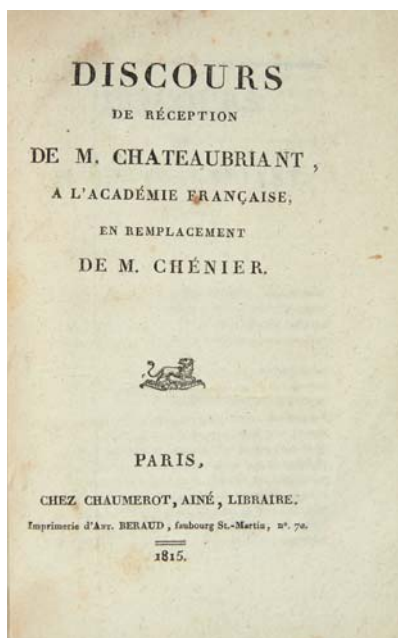 DISCOURS
DE RÉCEPTION
DE M. CHATEAUBRIANT,
A L'ACADÉMIE FRANÇAISE,
EN REMPLACEMENT
DE M. CHÉNIER.
PARIS,
CHEZ CHAUMEROT, AINÉ, LIBRAIRE.
Imprimerie d'Ant. BERAUD, faubourg St.-Martin, n°. 70.
1815.